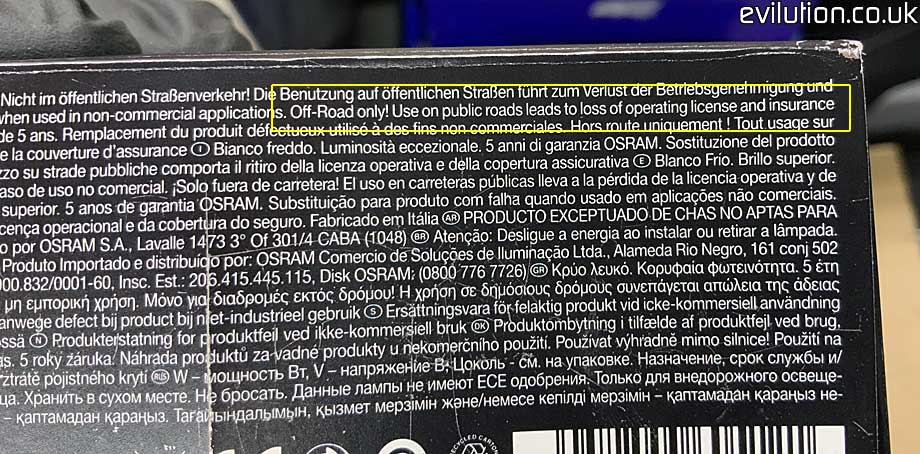 evilution.co.uk
Nicht im öffentlichen Straßenverkehr! Die Benutzung auf öffentlichen Straßen führt zum Verlust der Betriebsgenehmigung und
when used in non-commercial applications. Off-Road only! Use on public roads leads to loss of operating license and insurance
de 5 ans. Remplacement du produit défectueux utilisé à des fins non commerciales. Hors route uniquement ! Tout usage sur
e la couverture d'assurance I Bianco freddo. Luminosità eccezionale. 5 anni di garanzia OSRAM. Sostituzione del prodotto
zzo su strade pubbliche comporta il ritiro della licenza operativa e della copertura assicurativa E Blanco Frío. Brillo superior.
aso de uso no comercial. ¡Solo fuera de carretera! El uso en carreteras públicas lleva a la pérdida de la licencia operativa y de
superior. 5 anos de garantia OSRAM. Substituição para produto com falha quando usado em aplicações não comerciais.
cença operacional e da cobertura do seguro. Fabricado em Itália AR PRODUCTO EXCEPTUADO DE CHAS NO APTAS PARA
o por OSRAM S.A., Lavalle 1473 3° Of 301/4 CABA (1048) BR Atenção: Desligue a energia ao instalar ou retirar a lâmpada.
Produto Importado e distribuído por: OSRAM Comercio de Soluções de Iluminação Ltda., Alameda Rio Negro, 161 conj 502
000.832/0001-60, Insc. Est.: 206.415.445.115, Disk OSRAM: (0800 776 7726) GR Κρύο λευκό. Κορυφαία φωτεινότητα. 5 έτη
μη εμπορική χρήση. Μόνο για διαδρομές εκτός δρόμου! Η χρήση σε δημόσιους δρόμους συνεπάγεται απώλεια της άδειας
anwege defect bij product bij niet-industrieel gebruik S Ersättningsvara för felaktig produkt vid icke-kommersiell användning
ssä N Produkterstatning for produktfeil ved ikke-kommersiell bruk DK Produktombytning i tilfælde af produktfejl ved brug,
as. 5 roky záruka! Náhrada produktů za vadné produkty u nekomerčního použití. Používat výhradně mimo silnice! Použití na
ztrátě pojistného krytí RUS W – мощность Вт, V – напряжение В; Цоколь - см. на упаковке. Назначение, срок службы и/
ца. Хранить в сухом месте. Не бросать. Данные лампы не имеют ECE одобрения. Только для внедорожного освеще-
– қаптамадан қараңыз. Тағайындалымын, қызмет мерзімін және/немесе кепілді мерзімін – қаптамадан қараңыз. не-
RECYCLED CARTON